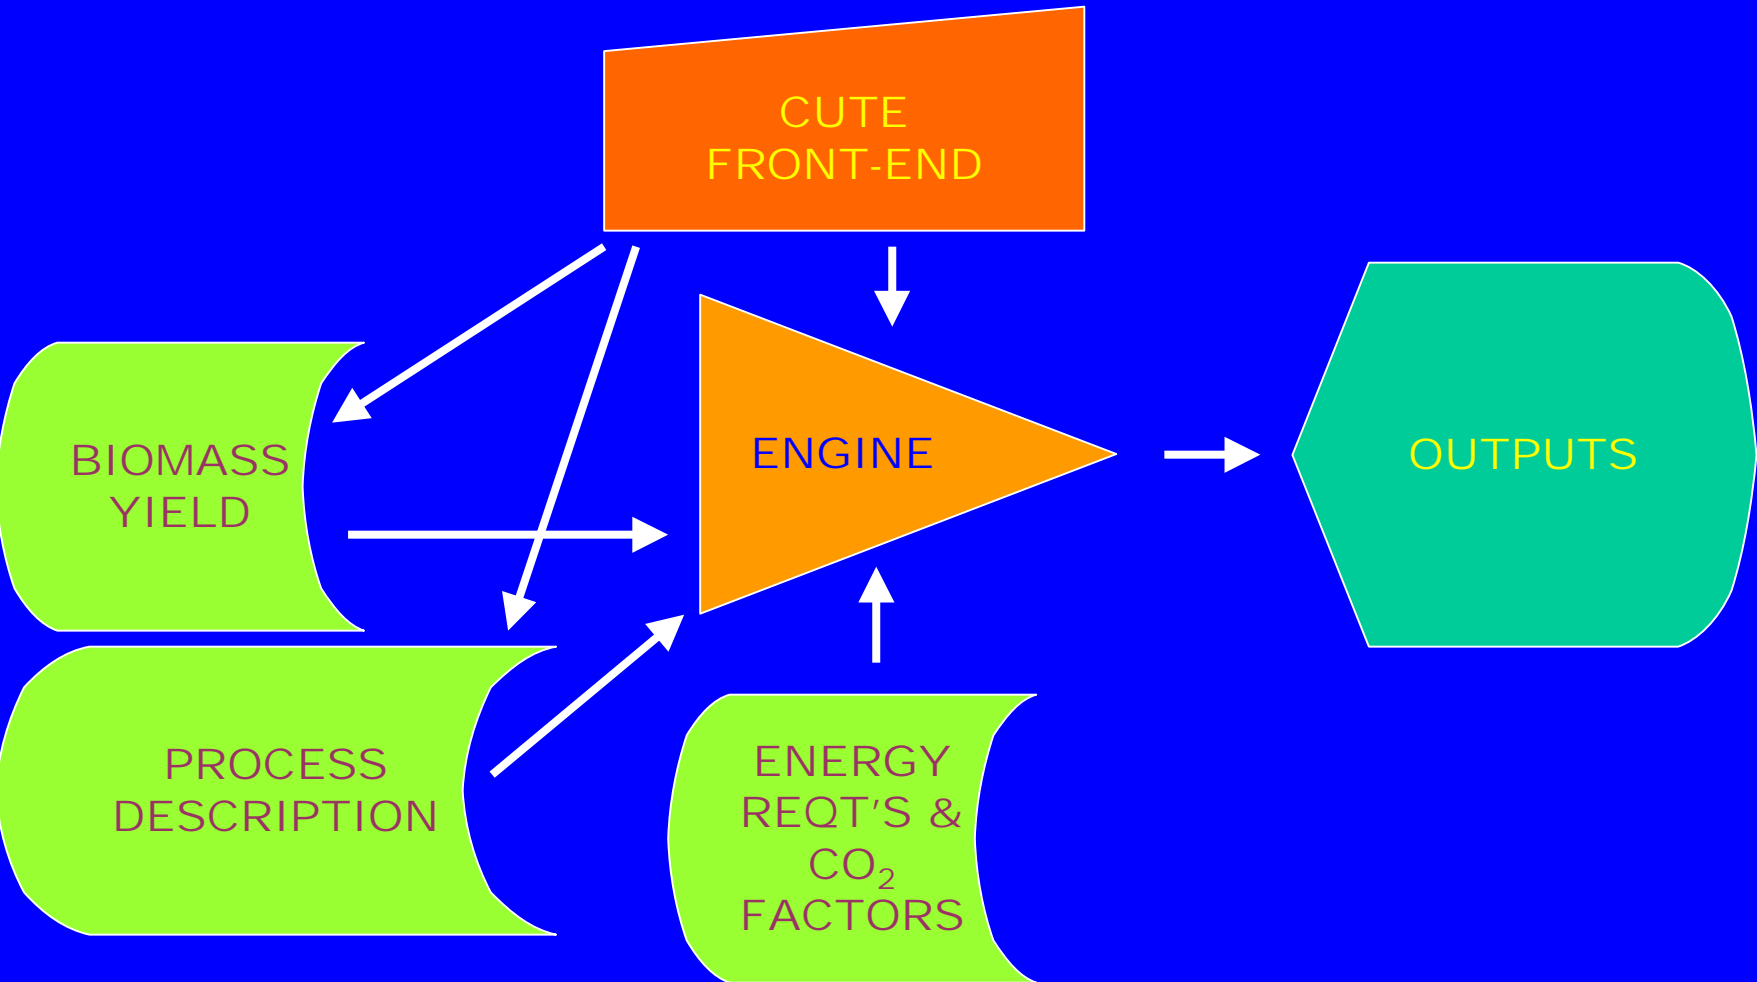 CUTE
FRONT-END
BIOMASS
YIELD
ENGINE
OUTPUTS
PROCESS
DESCRIPTION
ENERGY
REQT'S &
CO₂
FACTORS